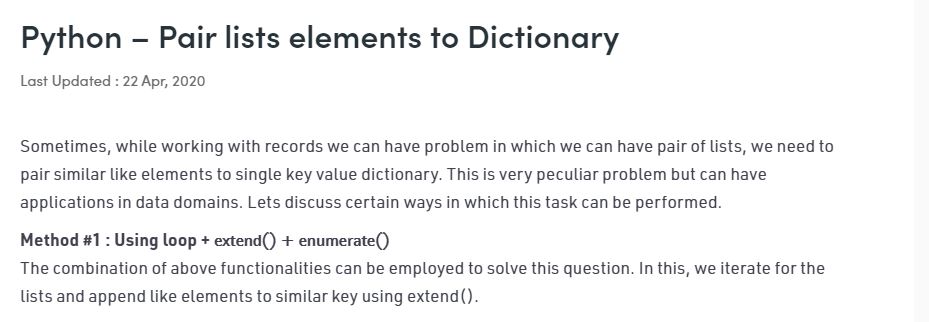 Python – Pair lists elements to Dictionary
Last Updated : 22 Apr, 2020
Sometimes, while working with records we can have problem in which we can have pair of lists, we need to
pair similar like elements to single key value dictionary. This is very peculiar problem but can have
applications in data domains. Lets discuss certain ways in which this task can be performed.
Method #1 : Using loop + extend() + enumerate()
The combination of above functionalities can be employed to solve this question. In this, we iterate for the
lists and append like elements to similar key using extend().